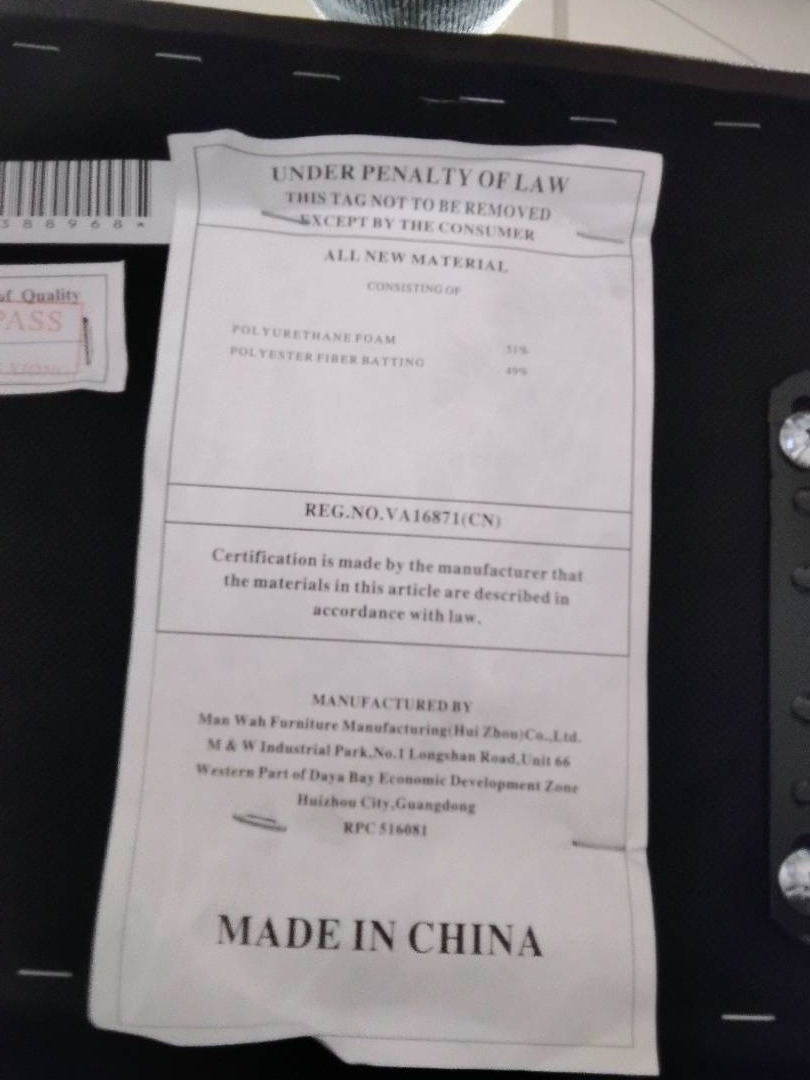 UNDER PENALTY OF LAW
THIS TAG NOT TO BE REMOVED
EXCEPT BY THE CONSUMER
ALL NEW MATERIAL
CONSISTING OF
POLYURETHANE FOAM 51%
POLYESTER FIBER BATTING 49%
REG.NO.VA16871(CN)
Certification is made by the manufacturer that
the materials in this article are described in
accordance with law.
MANUFACTURED BY
Man Wah Furniture Manufacturing(Hui Zhou)Co.,Ltd.
M & W Industrial Park,No.1 Longshan Road,Unit 66
Western Part of Daya Bay Economic Development Zone
Huizhou City,Guangdong
RPC 516081
MADE IN CHINA
88968*
of Quality
PASS